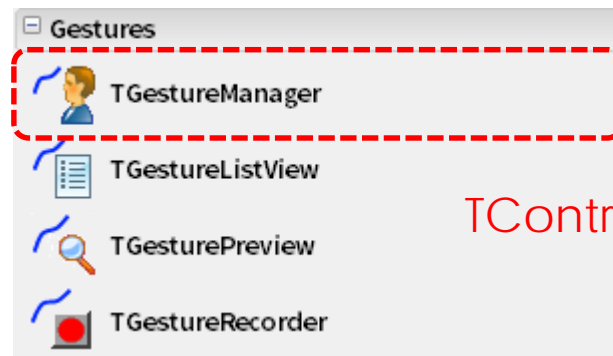 Gestures
TGestureManager
TGestureListView
TContr
TGesturePreview
TGestureRecorder